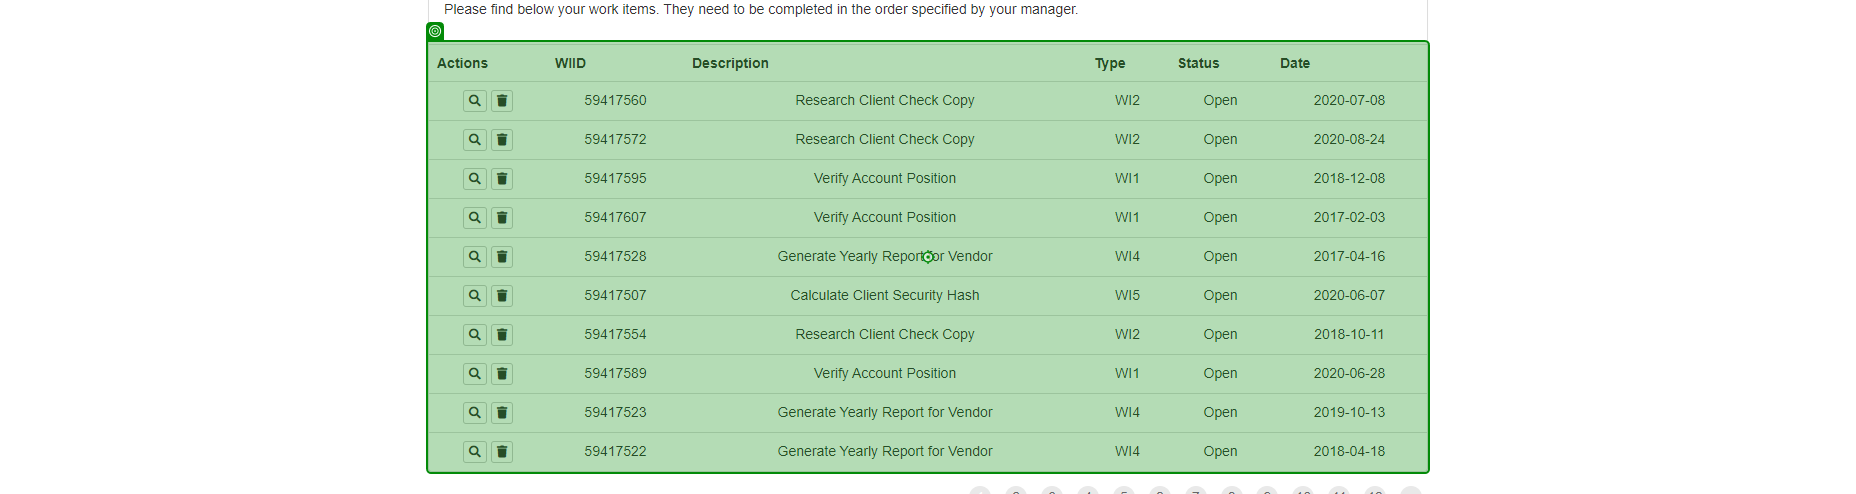 Please find below your work items. They need to be completed in the order specified by your manager.
Actions WIID Description Type Status Date
59417560 Research Client Check Copy WI2 Open 2020-07-08
59417572 Research Client Check Copy WI2 Open 2020-08-24
59417595 Verify Account Position WI1 Open 2018-12-08
59417607 Verify Account Position WI1 Open 2017-02-03
59417528 Generate Yearly Report for Vendor WI4 Open 2017-04-16
59417507 Calculate Client Security Hash WI5 Open 2020-06-07
59417554 Research Client Check Copy WI2 Open 2018-10-11
59417589 Verify Account Position WI1 Open 2020-06-28
59417523 Generate Yearly Report for Vendor WI4 Open 2019-10-13
59417522 Generate Yearly Report for Vendor WI4 Open 2018-04-18